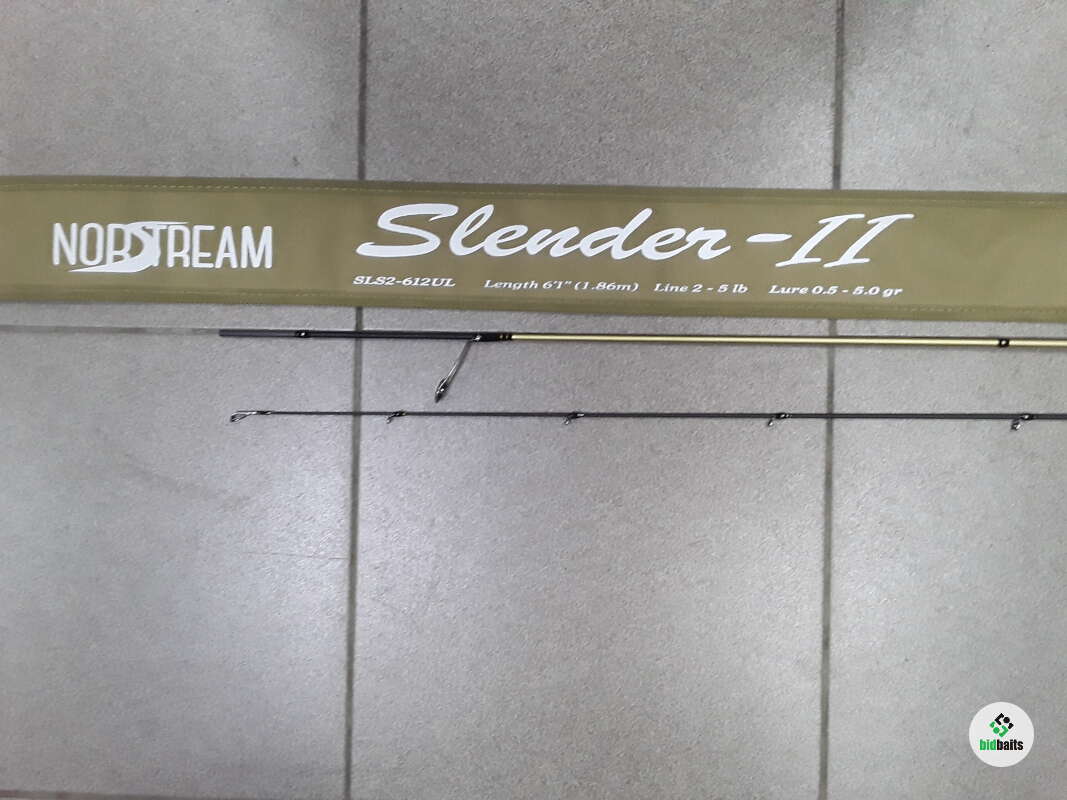 NORSTREAM
Slender-II
SLS2-612UL Length 6'1" (1.86m) Line 2 - 5 lb Lure 0.5 - 5.0 gr
bidbaits